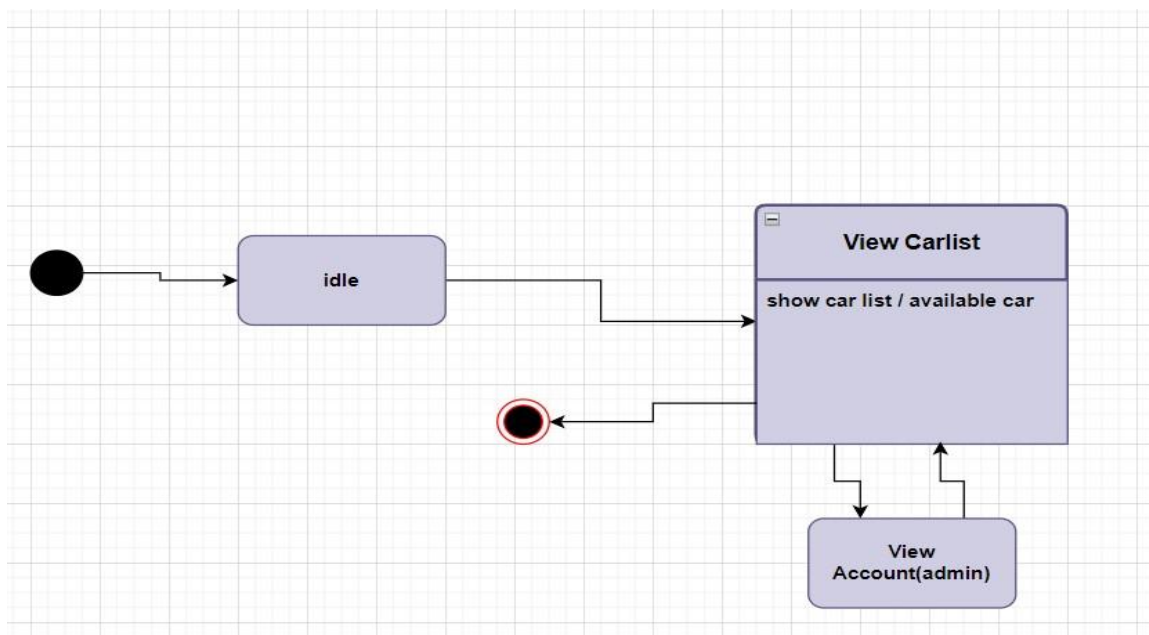 idle
View Carlist
show car list / available car
View
Account(admin)